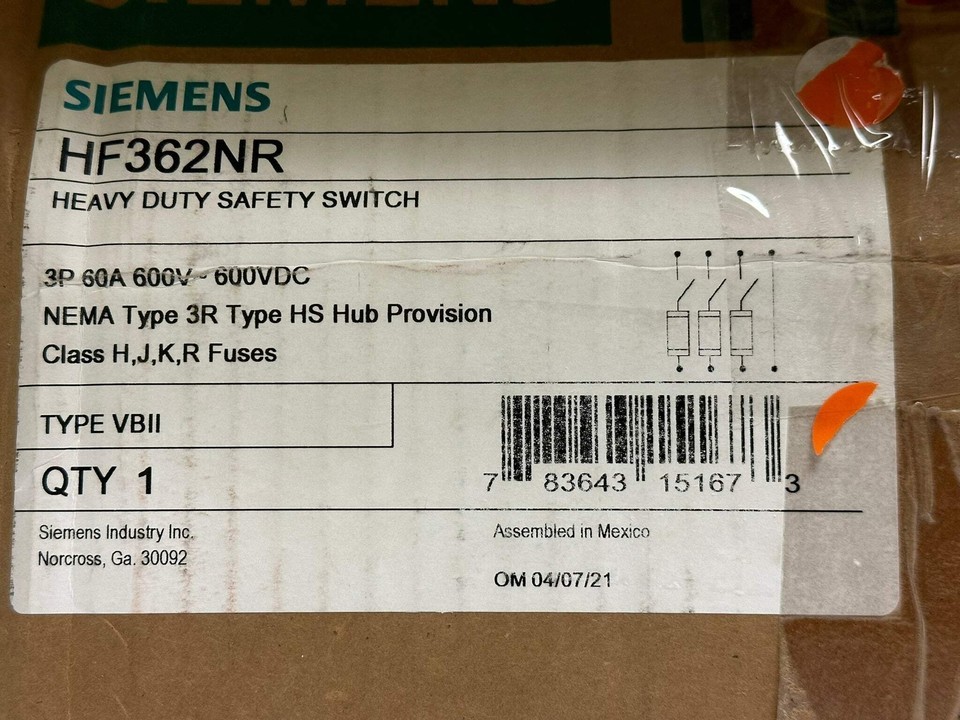 SIEMENS
SIEMENS
HF362NR
HEAVY DUTY SAFETY SWITCH
3P 60A 600V~ 600VDC
NEMA Type 3R Type HS Hub Provision
Class H,J,K,R Fuses
TYPE VBII
QTY 1
7 83643 15167 3
Siemens Industry Inc.
Norcross, Ga. 30092
Assembled in Mexico
OM 04/07/21